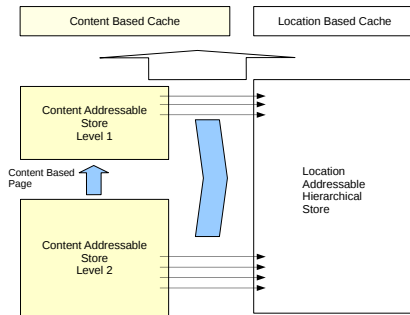 Content Based Cache
Location Based Cache
Content Addressable
Store
Level 1
Content Based
Page
Location
Addressable
Hierarchical
Store
Content Addressable
Store
Level 2